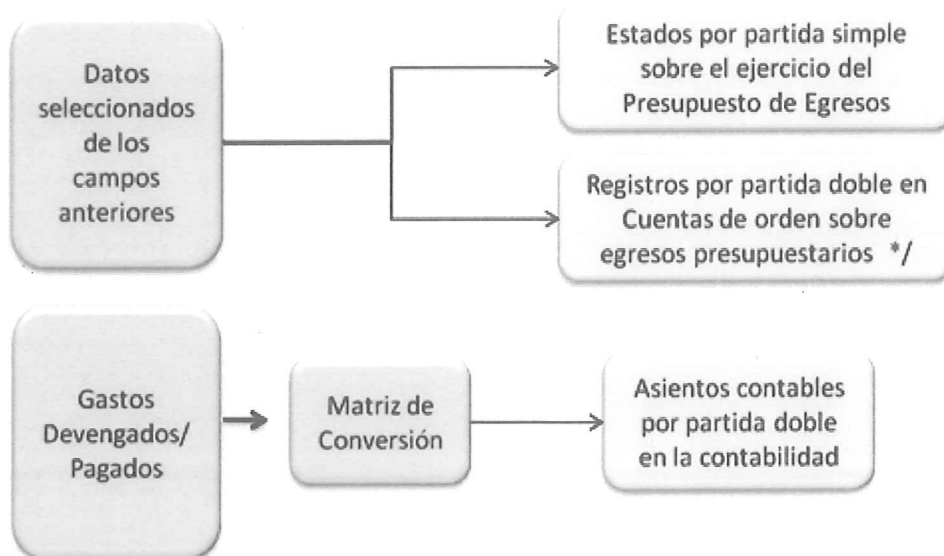 Datos
seleccionados
de los
campos
anteriores
Estados por partida simple
sobre el ejercicio del
Presupuesto de Egresos
Registros por partida doble en
Cuentas de orden sobre
egresos presupuestarios */
Gastos
Devengados/
Pagados
Matriz de
Conversión
Asientos contables
por partida doble
en la contabilidad